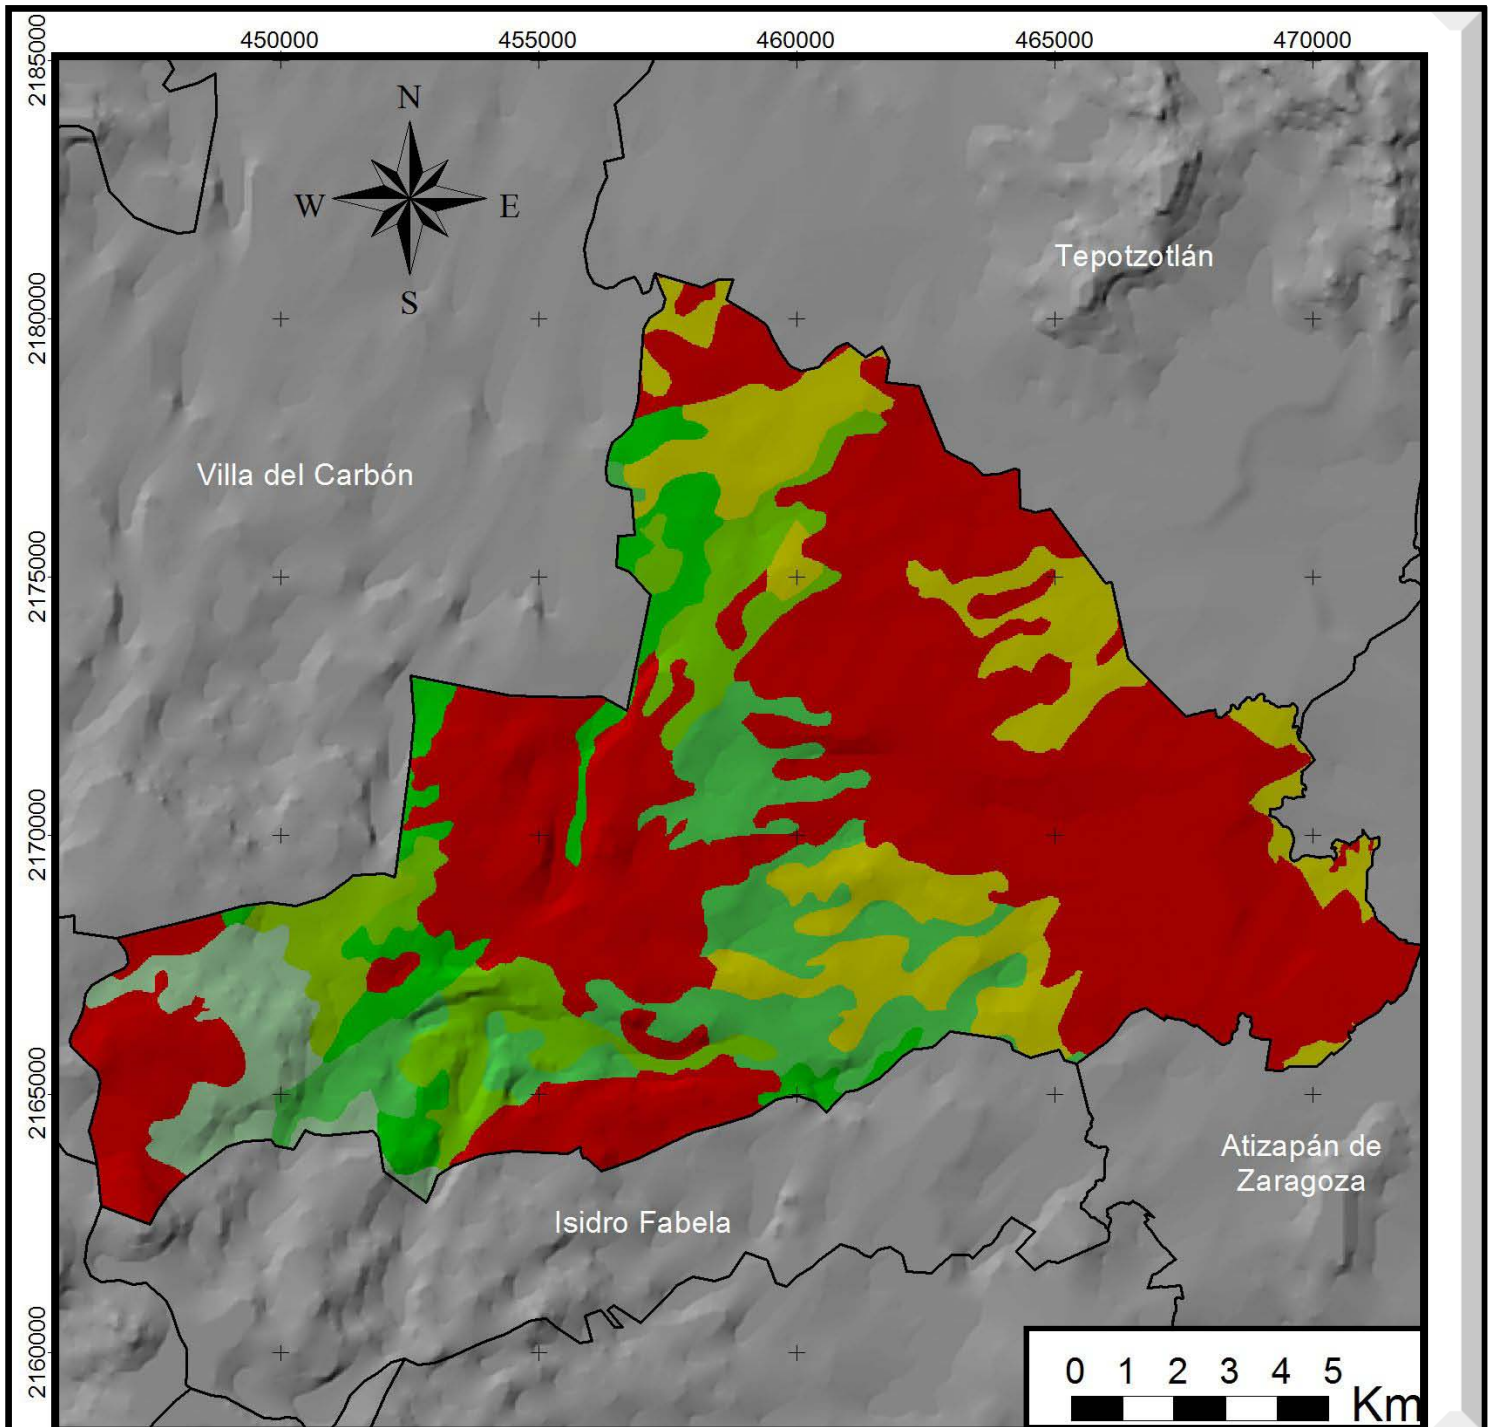 450000 455000 460000 465000 470000
2185000
N
W E
S
Tepotzotlán
2180000
Villa del Carbón
2175000
2170000
2165000
Atizapán de
Zaragoza
Isidro Fabela
2160000
0 1 2 3 4 5
Km